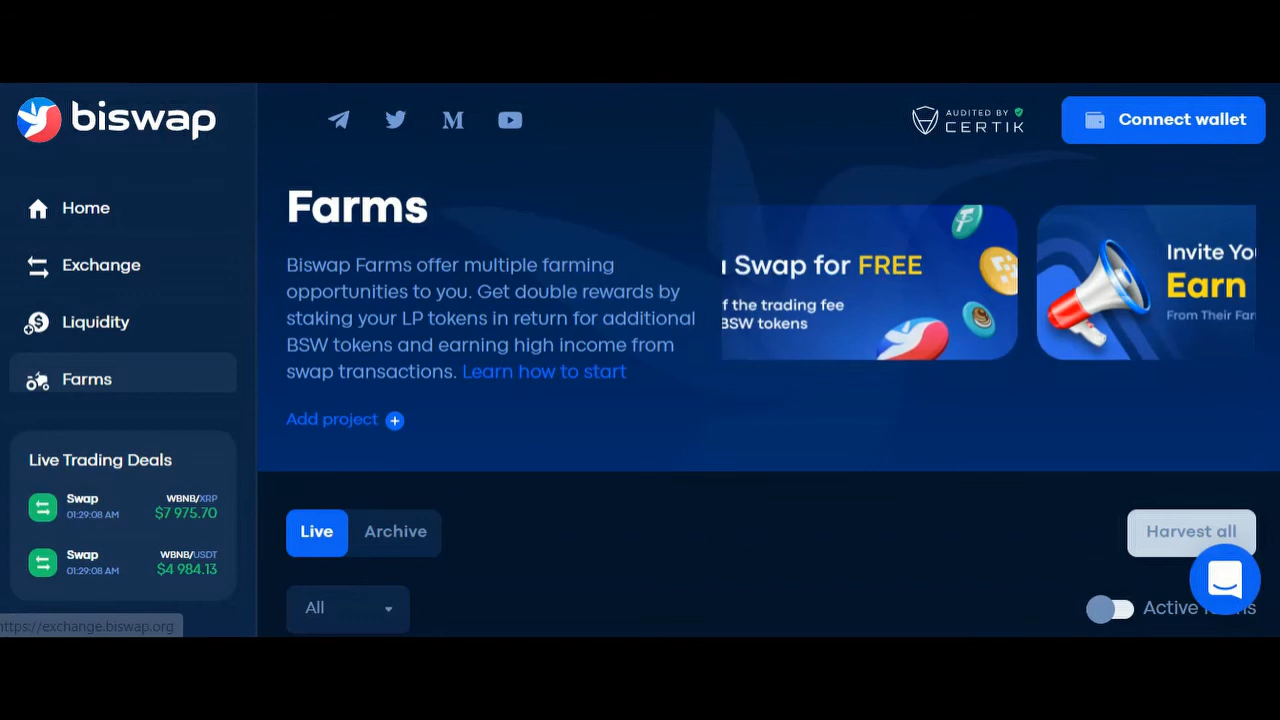 biswap
M
AUDITED BY
CERTIK
Connect wallet
Home
Exchange
Liquidity
Farms
Live Trading Deals
Swap
WBNB/XRP
01:29:08 AM
$7 975.70
Swap
WBNB/USDT
01:29:08 AM
$4 984.13
https://exchange.biswap.org
Farms
Biswap Farms offer multiple farming
opportunities to you. Get double rewards by
staking your LP tokens in return for additional
BSW tokens and earning high income from
swap transactions. Learn how to start
Add project
Swap for FREE
f the trading fee
BSW tokens
Invite You
Earn
From Their
Live
Archive
Harvest all
All
Active